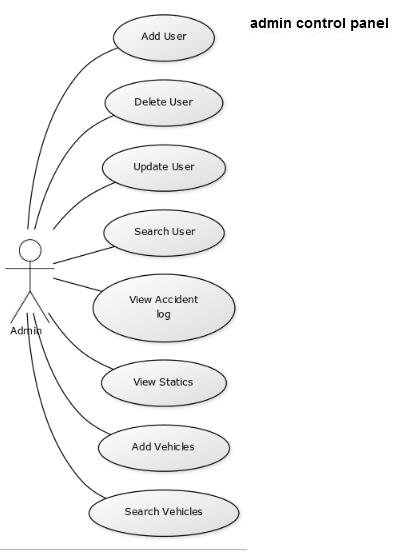 admin control panel
Add User
Delete User
Update User
Search User
View Accident
log
Admin
View Statics
Add Vehicles
Search Vehicles